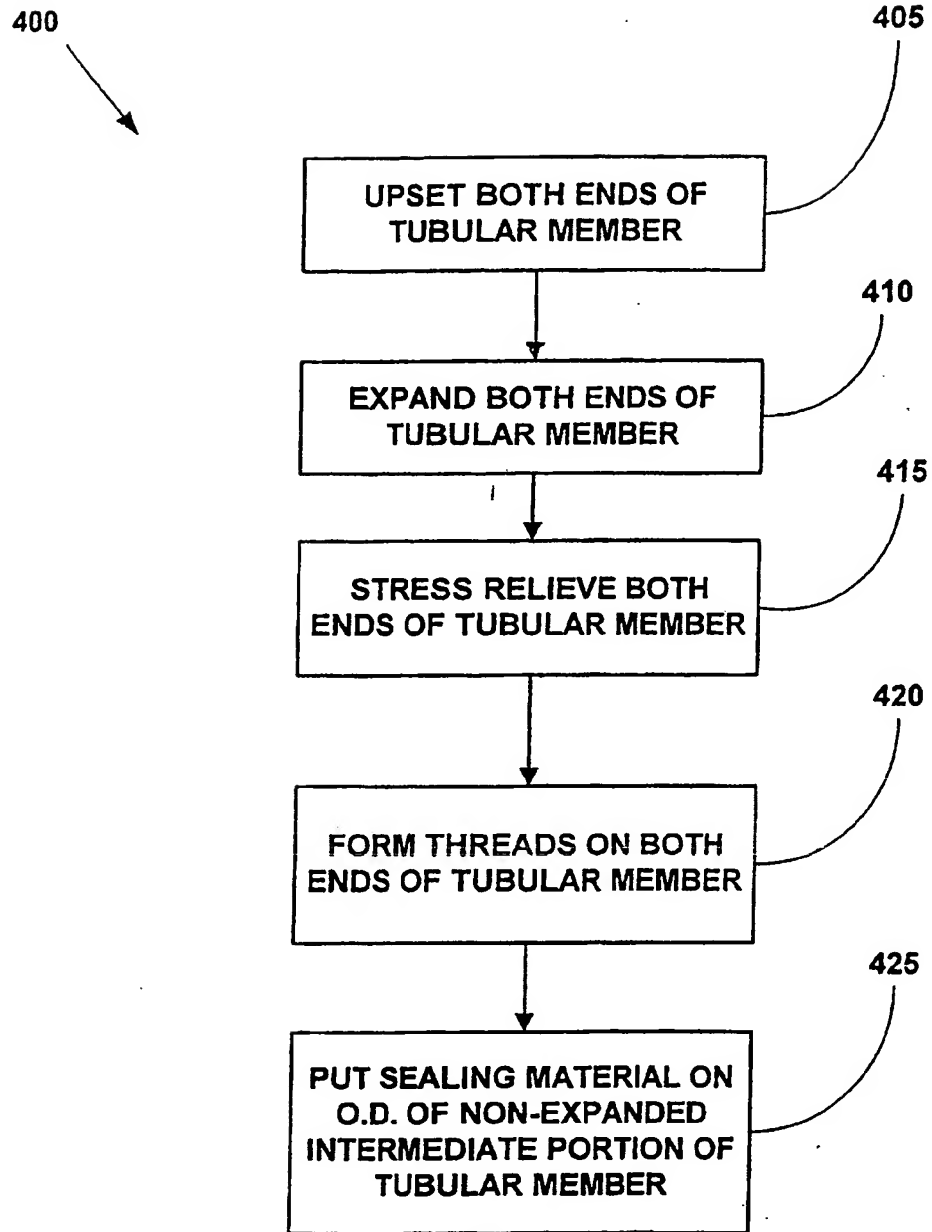 400
405
UPSET BOTH ENDS OF
TUBULAR MEMBER
410
EXPAND BOTH ENDS OF
TUBULAR MEMBER
415
STRESS RELIEVE BOTH
ENDS OF TUBULAR MEMBER
420
FORM THREADS ON BOTH
ENDS OF TUBULAR MEMBER
425
PUT SEALING MATERIAL ON
O.D. OF NON-EXPANDED
INTERMEDIATE PORTION OF
TUBULAR MEMBER